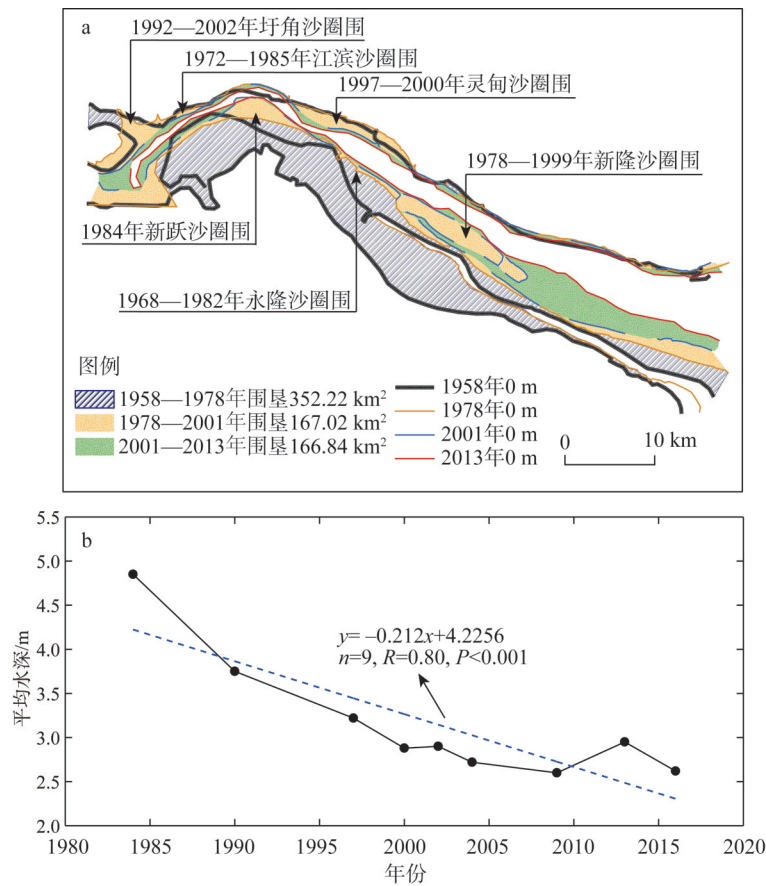 a
1992—2002年圩角沙圈围
1972—1985年江滨沙圈围
1997—2000年灵甸沙圈围
1978—1999年新隆沙圈围
1984年新跃沙圈围
1968—1982年永隆沙圈围
图例
1958—1978年围垦352.22 km²
1978—2001年围垦167.02 km²
2001—2013年围垦166.84 km²
1958年0 m
1978年0 m
2001年0 m
2013年0 m
0 10 km
b
5.5
5.0
4.5
4.0
3.5
3.0
2.5
2.0
平均水深/m
y= –0.212x+4.2256
n=9, R=0.80, P<0.001
1980 1985 1990 1995 2000 2005 2010 2015 2020
年份